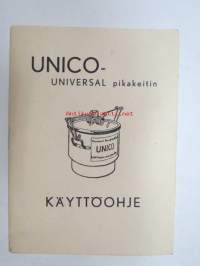 UNICO-
UNIVERSAL pikakeitin
UNICO
KÄYTTÖOHJE